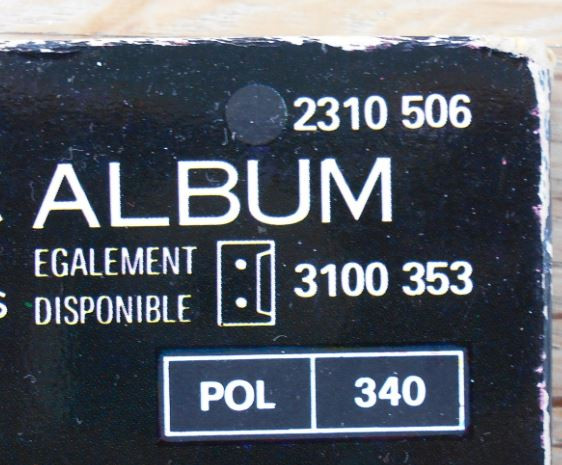 2310 506
ALBUM
EGALEMENT
DISPONIBLE
3100 353
POL 340